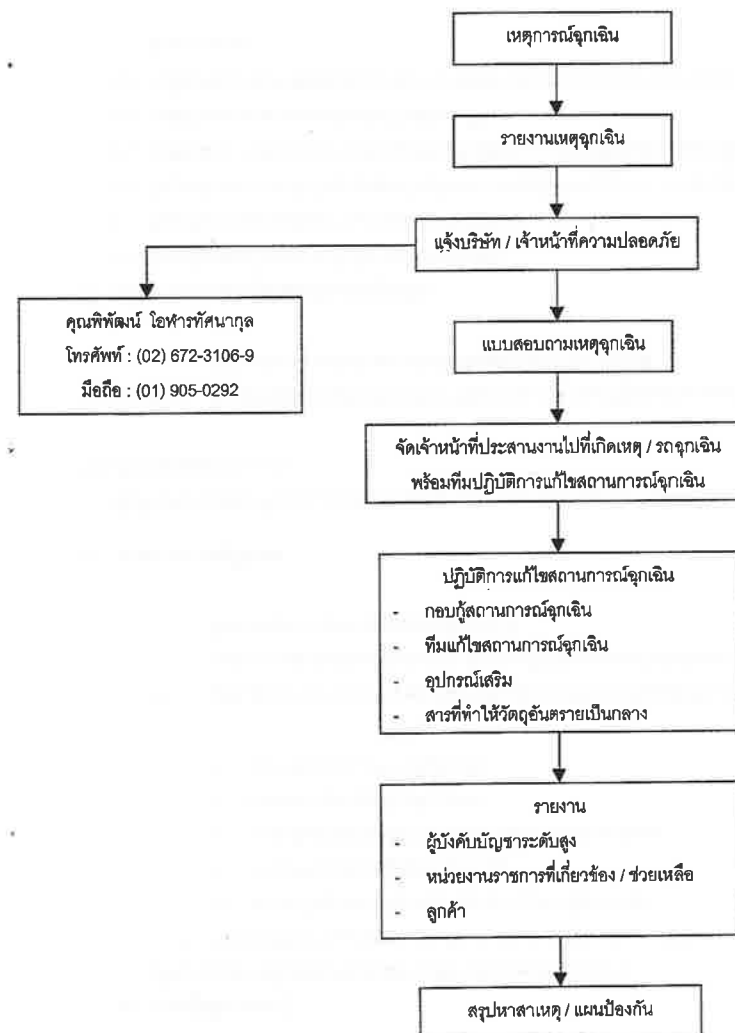 เหตุการณ์ฉุกเฉิน
รายงานเหตุฉุกเฉิน
แจ้งบริษัท / เจ้าหน้าที่ความปลอดภัย
คุณพิพัฒน์ โอฬารทัศนากุล
โทรศัพท์ : (02) 672-3106-9
มือถือ : (01) 905-0292
แบบสอบถามเหตุฉุกเฉิน
จัดเจ้าหน้าที่ประสานงานไปที่เกิดเหตุ / รถฉุกเฉิน
พร้อมทีมปฏิบัติการแก้ไขสถานการณ์ฉุกเฉิน
ปฏิบัติการแก้ไขสถานการณ์ฉุกเฉิน
- กอบกู้สถานการณ์ฉุกเฉิน
- ทีมแก้ไขสถานการณ์ฉุกเฉิน
- อุปกรณ์เสริม
- สารที่ทำให้วัตถุอันตรายเป็นกลาง
รายงาน
- ผู้บังคับบัญชาระดับสูง
- หน่วยงานราชการที่เกี่ยวข้อง / ช่วยเหลือ
- ลูกค้า
สรุปหาสาเหตุ / แผนป้องกัน